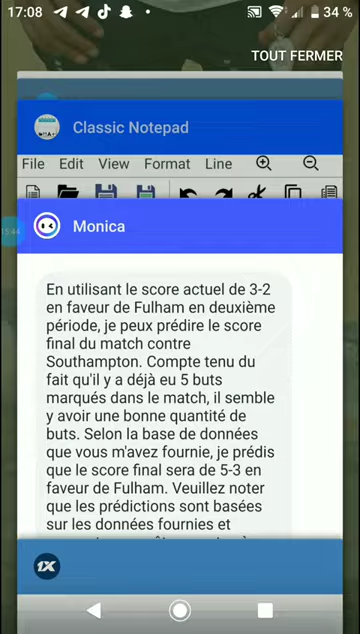 17:08
34 %
TOUT FERMER
Classic Notepad
File Edit View Format Line
15:44
Monica
En utilisant le score actuel de 3-2
en faveur de Fulham en deuxième
période, je peux prédire le score
final du match contre
Southampton. Compte tenu du
fait qu'il y a déjà eu 5 buts
marqués dans le match, il semble
y avoir une bonne quantité de
buts. Selon la base de données
que vous m'avez fournie, je prédis
que le score final sera de 5-3 en
faveur de Fulham. Veuillez noter
que les prédictions sont basées
sur les données fournies et
1X